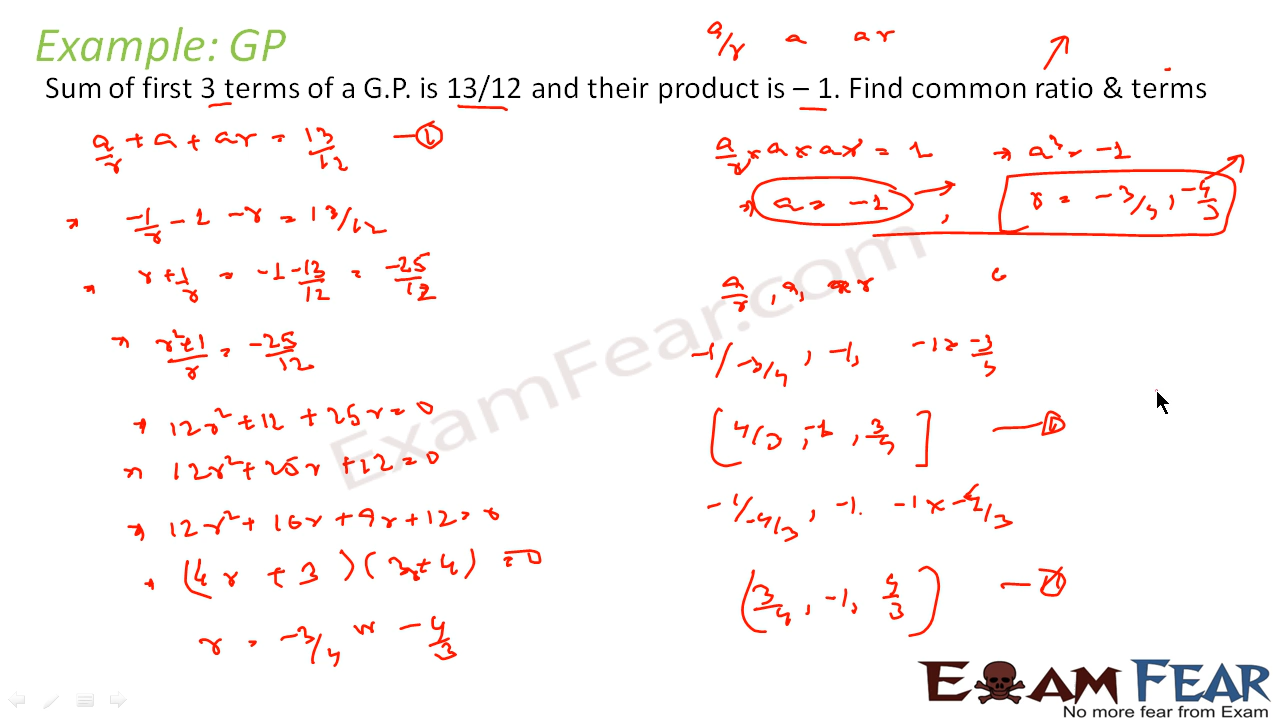 Example: GP
a/r a ar
Sum of first 3 terms of a G.P. is 13/12 and their product is – 1. Find common ratio & terms
a/r + a + ar = 13/12 — ①
⇒ -1/r - 1 - r = 13/12
⇒ r + 1/r = -1 - 13/12 = -25/12
⇒ r²+1/r = -25/12
⇒ 12r² + 12 + 25r = 0
⇒ 12r² + 25r + 12 = 0
⇒ 12r² + 16r + 9r + 12 = 0
⇒ (4r + 3)(3r + 4) = 0
r = -3/4 or -4/3
a/r × a × ar = 1 ⇒ a³ = -1
⇒ a = -1 , r = -3/4, -4/3
a/r, a, ar
-1/-3/4, -1, -1 × -3/4
[4/3, -1, 3/4]
-1/-4/3, -1. -1 × -4/3
(3/4, -1, 4/3)
ExamFear.com
EXAM FEAR
No more fear from Exam